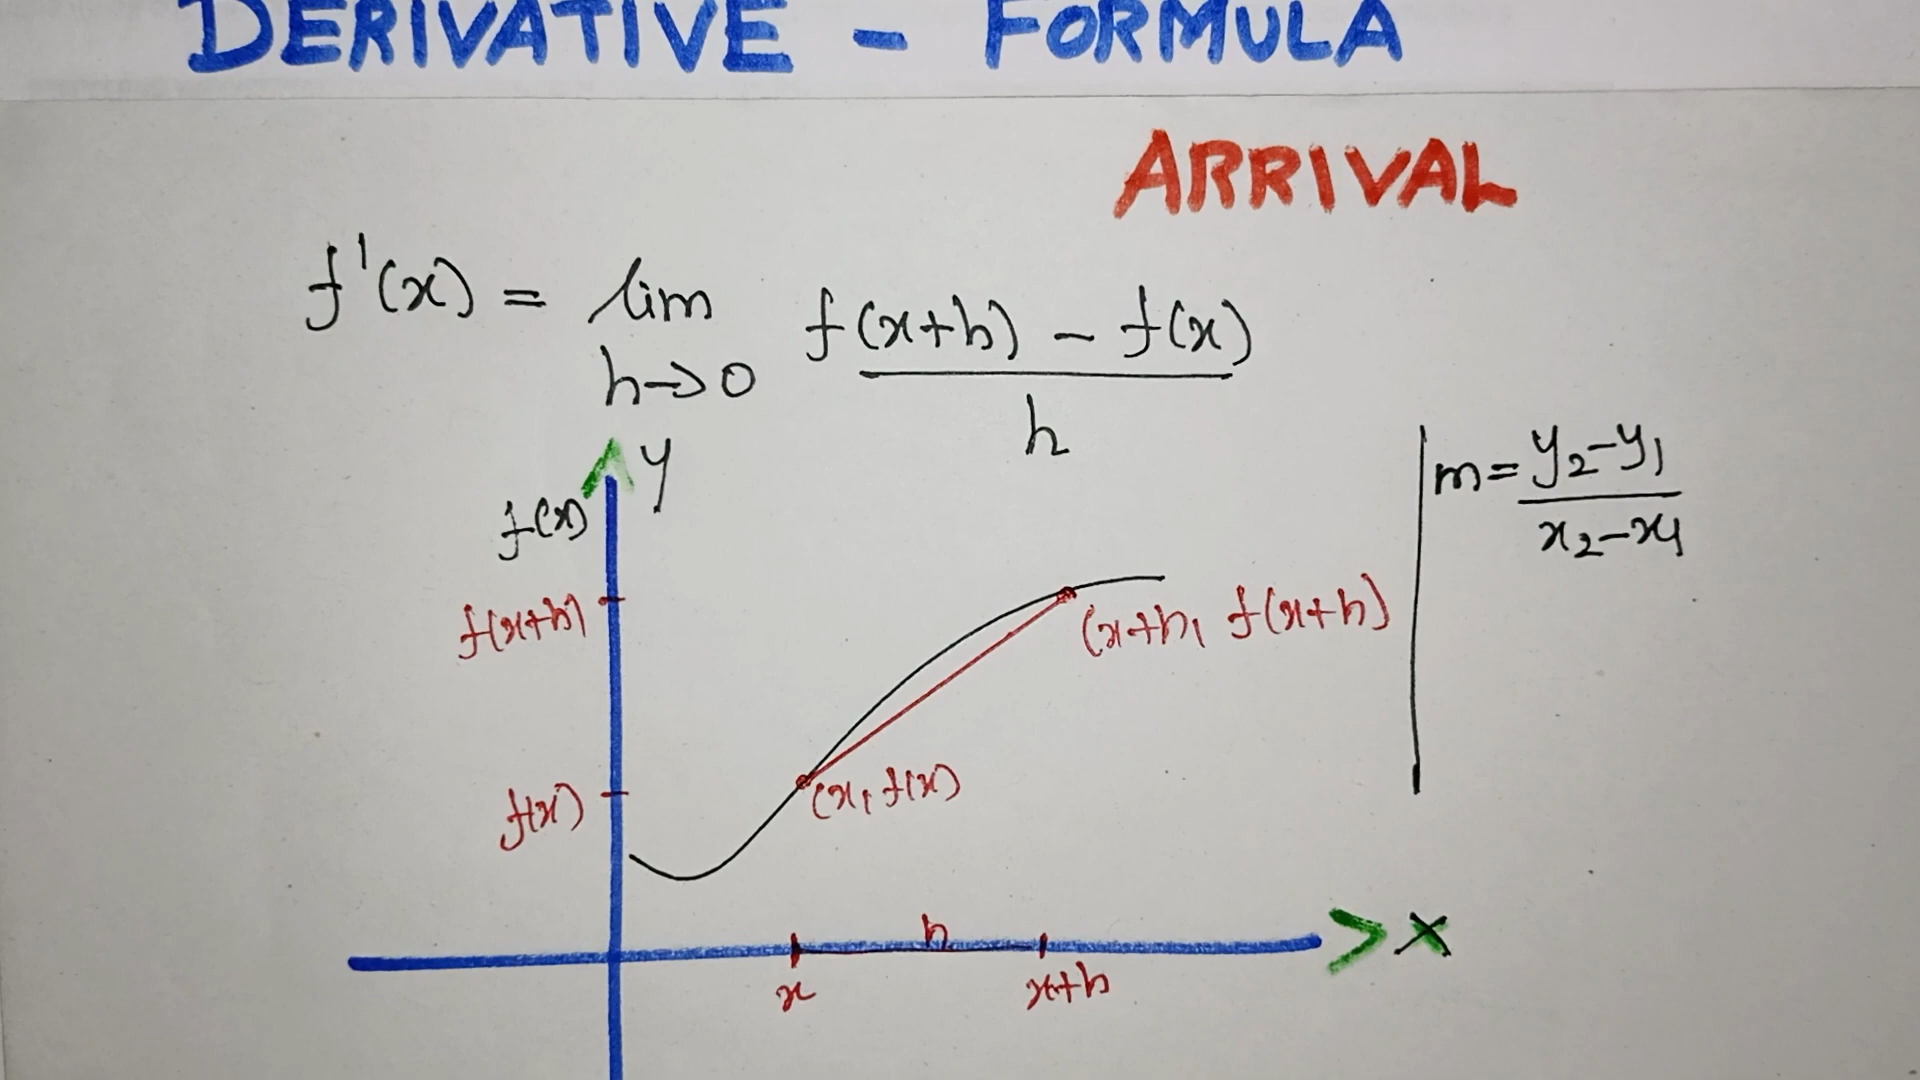 DERIVATIVE - FORMULA
ARRIVAL
f'(x) = lim f(x+h) - f(x)
h→0 h
y
f(x)
m = y2-y1
x2-x1
f(x+h)
(x+h, f(x+h)
f(x)
(x, f(x)
h
x
x
x+h